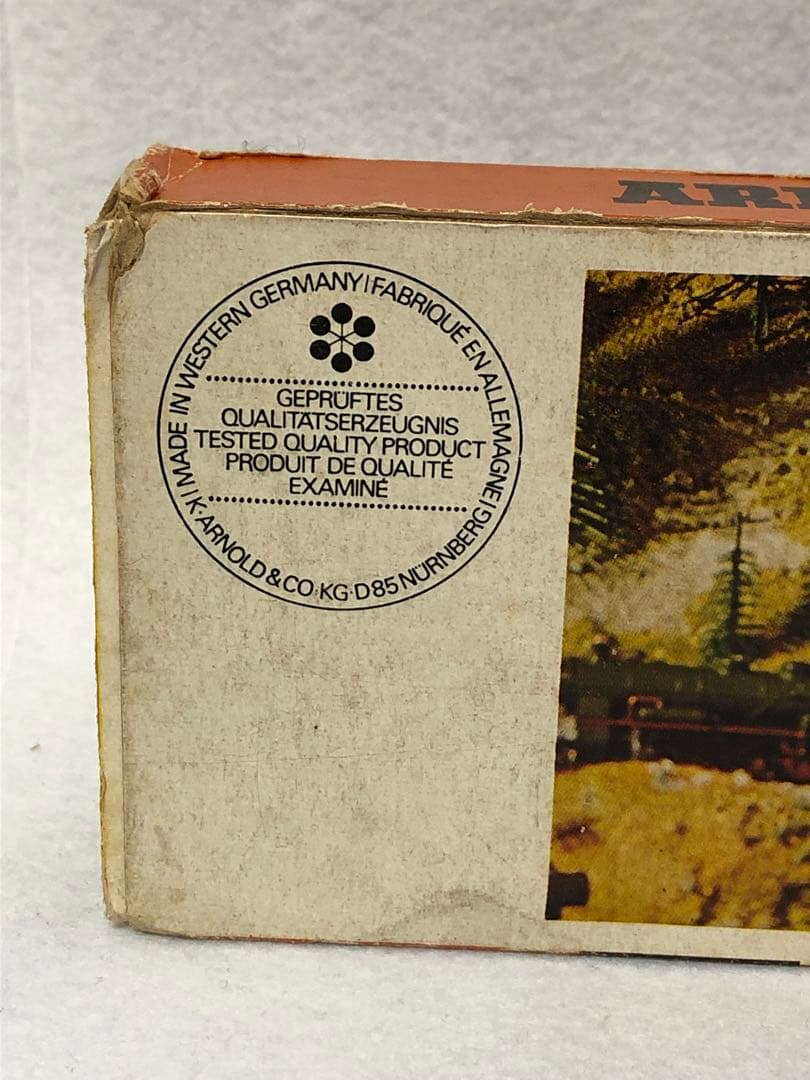 MADE IN WESTERN GERMANY | FABRIQUÉ EN ALLEMAGNE |
GEPRÜFTES
QUALITÄTSERZEUGNIS
TESTED QUALITY PRODUCT
PRODUIT DE QUALITÉ
EXAMINÉ
K·ARNOLD & CO·KG·D85 NÜRNBERG |